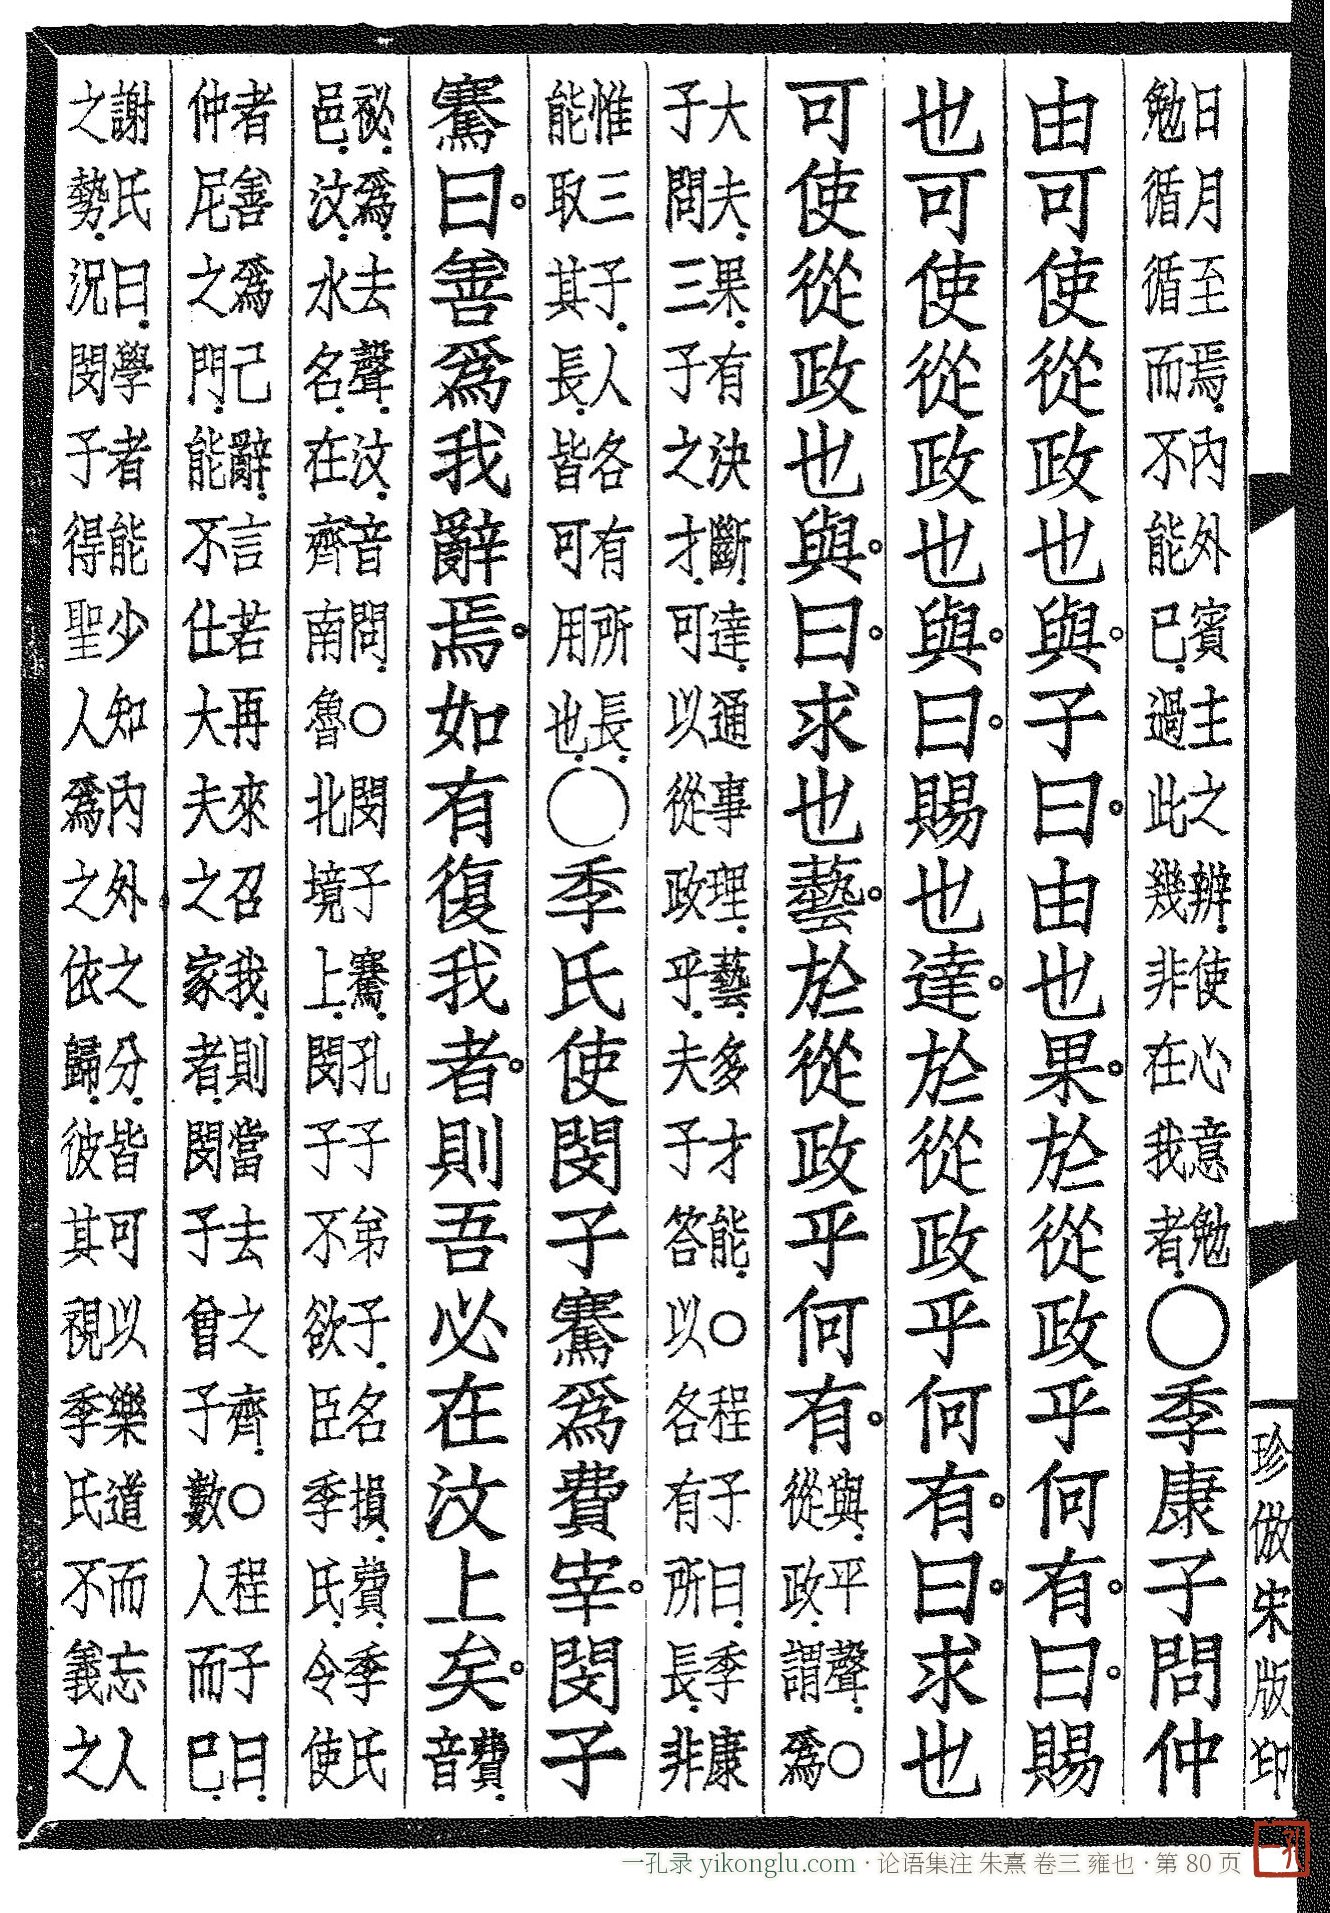 日月至焉內外賓主之辨使心意勉
勉循循而不能已過此幾非在我者○季康子問仲
由可使從政也與子曰由也果於從政乎何有曰賜
也可使從政也與曰賜也達於從政乎何有曰求也
可使從政也與曰求也藝於從政乎何有與平聲○
從政謂爲
大夫果有決斷達通事理藝多才能○程子曰季康
子問三子之才可以從政乎夫子答以各有所長非
惟三子人各有所長
能取其長皆可用也○季氏使閔子騫爲費宰閔子
騫曰善爲我辭焉如有復我者則吾必在汶上矣費
音
祕爲去聲汶音問○閔子騫孔子弟子名損費季氏
邑汶水名在齊南魯北境上閔子不欲臣季氏令使
者善爲己辭言若再來召我則當去之齊○程子曰
仲尼之門能不仕大夫之家者閔子曾子數人而已
謝氏曰學者能少知內外之分皆可以樂道而忘人
之勢況閔子得聖人爲之依歸彼其視季氏不義之
珍倣宋版印
一孔录 yikonglu.com · 论语集注 朱熹 卷三 雍也 · 第 80 页
一孔